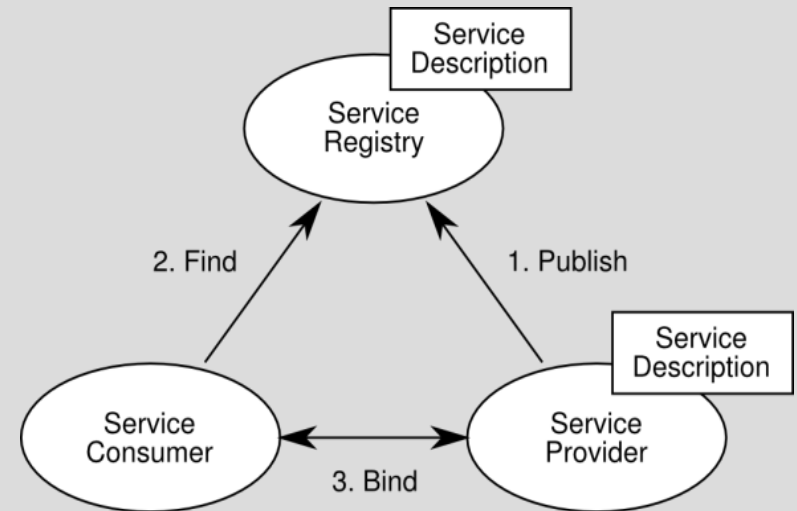 Service
Description
Service
Registry
2. Find
1. Publish
Service
Description
Service
Consumer
Service
Provider
3. Bind